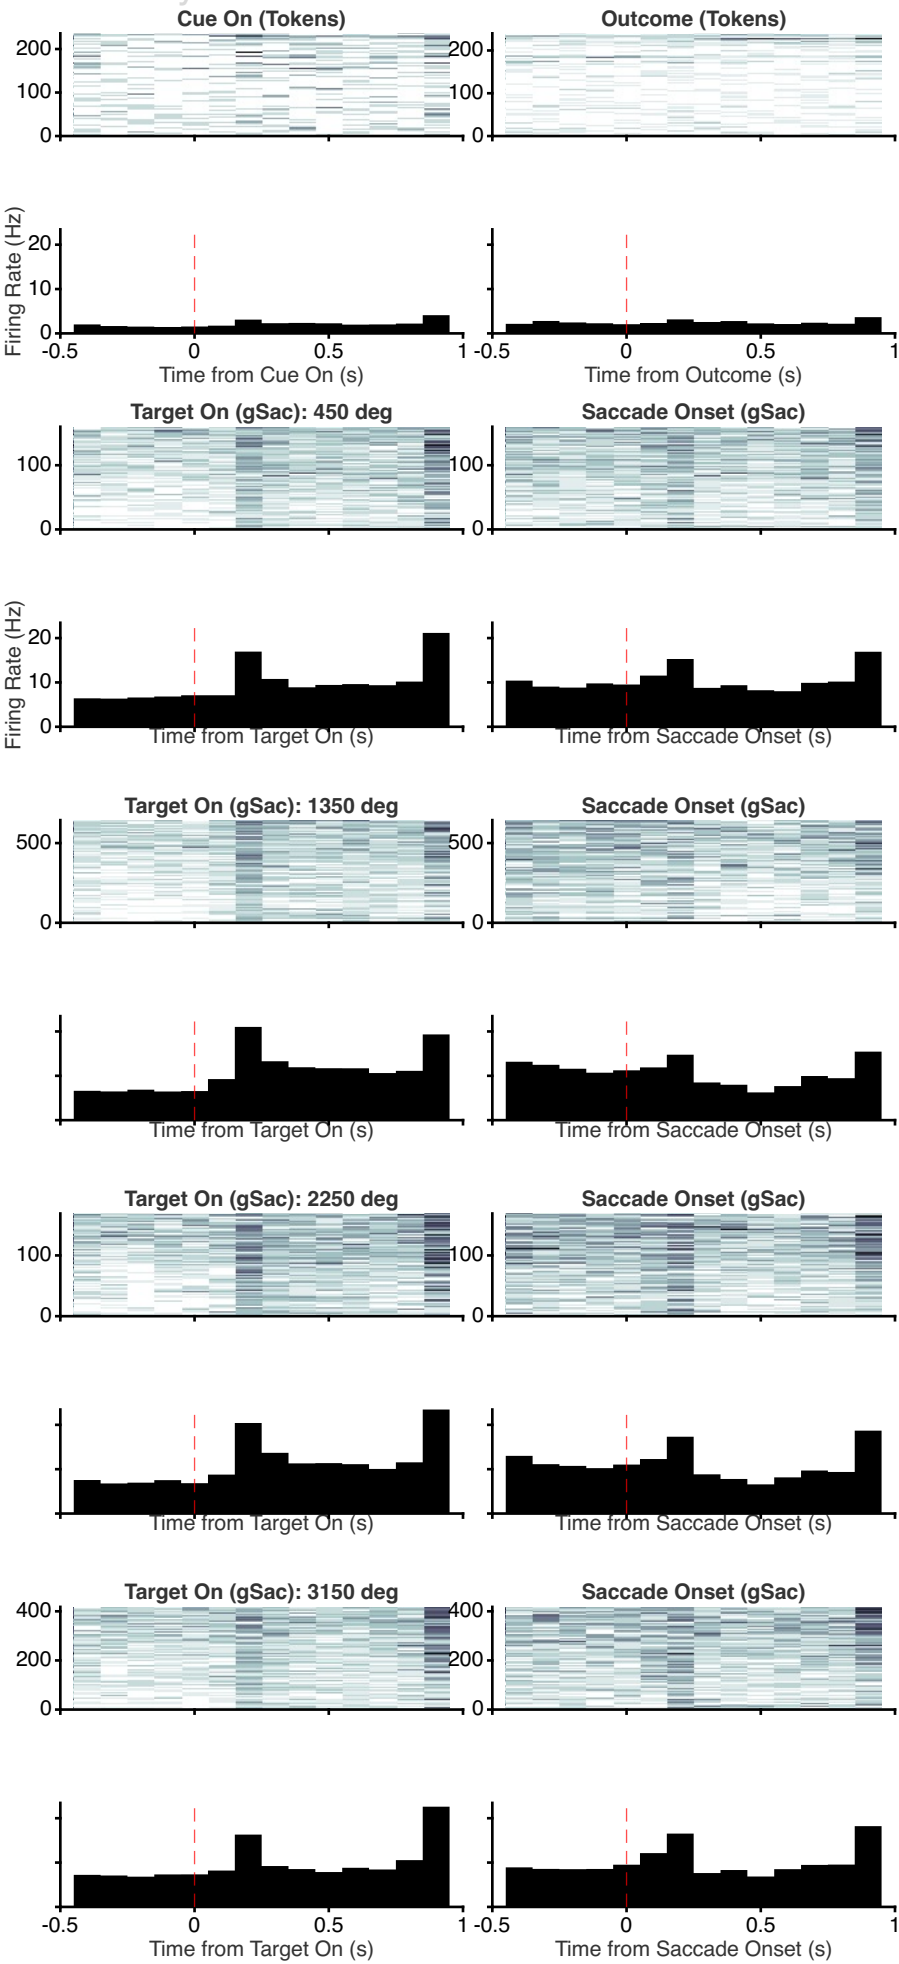 Cue On (Tokens) Outcome (Tokens)
200 200
100 100
0 0
Firing Rate (Hz)
20
10
0
-0.5 0 0.5 1 -0.5 0 0.5 1
Time from Cue On (s) Time from Outcome (s)
Target On (gSac): 450 deg Saccade Onset (gSac)
100 100
0 0
Firing Rate (Hz)
20
10
0
Time from Target On (s) Time from Saccade Onset (s)
Target On (gSac): 1350 deg Saccade Onset (gSac)
500 500
0 0
Time from Target On (s) Time from Saccade Onset (s)
Target On (gSac): 2250 deg Saccade Onset (gSac)
100 100
0 0
Time from Target On (s) Time from Saccade Onset (s)
Target On (gSac): 3150 deg Saccade Onset (gSac)
400 400
200 200
0 0
-0.5 0 0.5 1 -0.5 0 0.5 1
Time from Target On (s) Time from Saccade Onset (s)